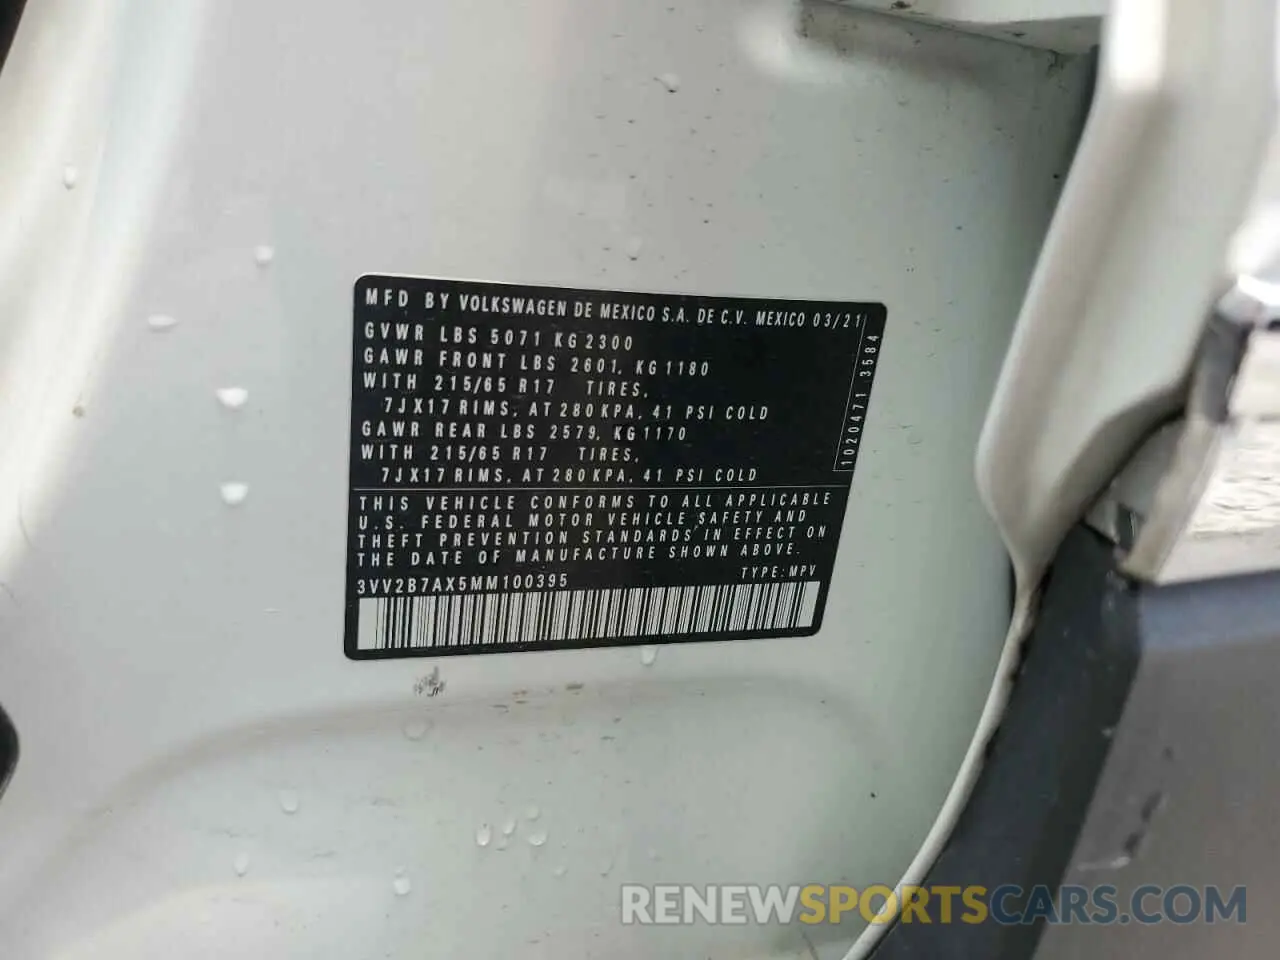 MFD BY VOLKSWAGEN DE MEXICO S.A. DE C.V. MEXICO 03/21
GVWR LBS 5071 KG 2300
GAWR FRONT LBS 2601, KG 1180
WITH 215/65 R17 TIRES,
7JX17 RIMS, AT 280 KPA, 41 PSI COLD
GAWR REAR LBS 2579, KG 1170
WITH 215/65 R17 TIRES,
7JX17 RIMS, AT 280 KPA, 41 PSI COLD
1020471 3584
THIS VEHICLE CONFORMS TO ALL APPLICABLE
U.S. FEDERAL MOTOR VEHICLE SAFETY AND
THEFT PREVENTION STANDARDS IN EFFECT ON
THE DATE OF MANUFACTURE SHOWN ABOVE.
3VV2B7AX5MM100395 TYPE: MPV
RENEWSPORTSCARS.COM